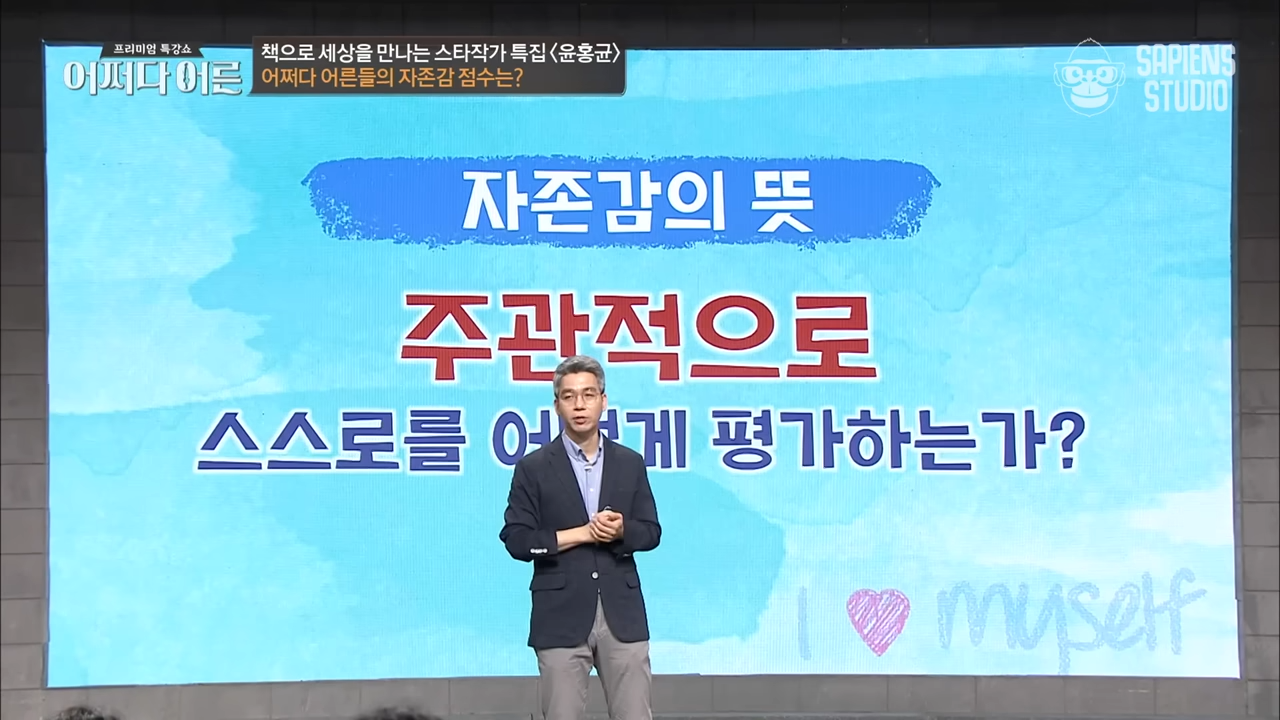 프리미엄 특강쇼
어쩌다 어른
책으로 세상을 만나는 스타작가 특집 <윤홍균>
어쩌다 어른들의 자존감 점수는?
SAPIENS
STUDIO
자존감의 뜻
주관적으로
스스로를 평가하는가?
I myself